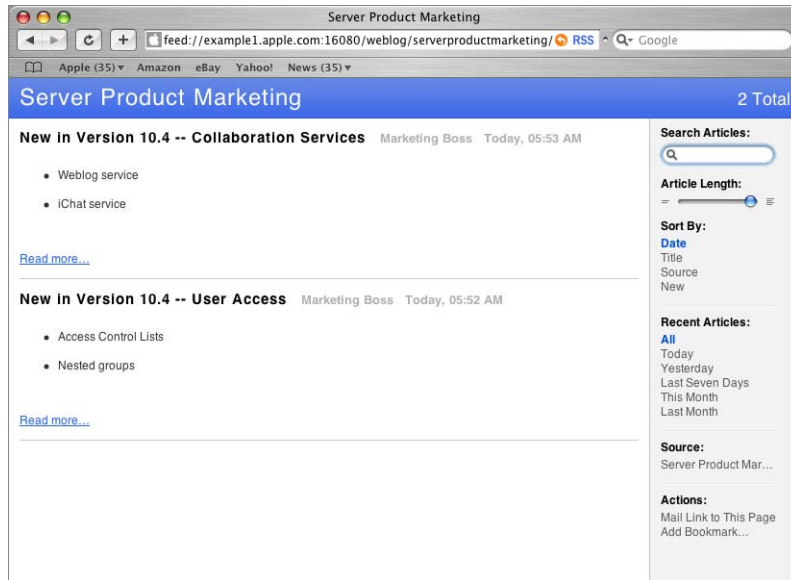 Server Product Marketing
feed://example1.apple.com:16080/weblog/serverproductmarketing/ RSS Google
Apple (35) Amazon eBay Yahoo! News (35)
Server Product Marketing 2 Total
New in Version 10.4 -- Collaboration Services Marketing Boss Today, 05:53 AM
• Weblog service
• iChat service
Read more...
New in Version 10.4 -- User Access Marketing Boss Today, 05:52 AM
• Access Control Lists
• Nested groups
Read more...
Search Articles:
Article Length:
Sort By:
Date
Title
Source
New
Recent Articles:
All
Today
Yesterday
Last Seven Days
This Month
Last Month
Source:
Server Product Mar...
Actions:
Mail Link to This Page
Add Bookmark...